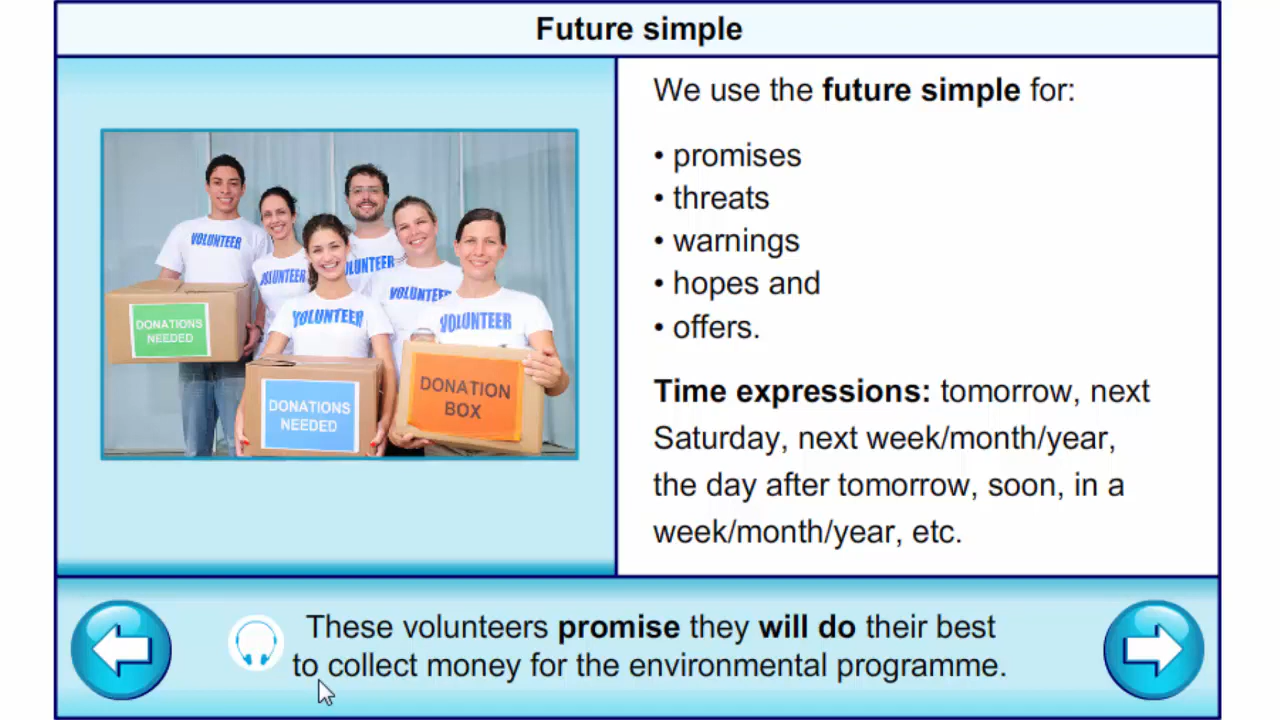 Future simple
We use the future simple for:
• promises
• threats
• warnings
• hopes and
• offers.
Time expressions: tomorrow, next
Saturday, next week/month/year,
the day after tomorrow, soon, in a
week/month/year, etc.
VOLUNTEER
VOLUNTEER
VOLUNTEER
OLUNTEER
VOLUNTEER
VOLUNTEER
DONATIONS
NEEDED
DONATIONS
NEEDED
DONATION
BOX
These volunteers promise they will do their best
to collect money for the environmental programme.